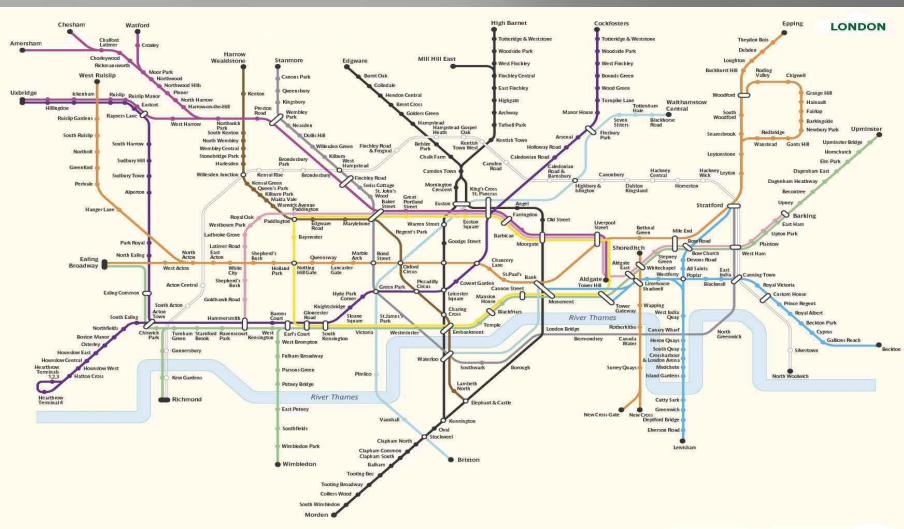 LONDON
Chesham
Watford
Chalfont
Latimer
Croxley
Amersham
Chorleywood
Rickmansworth
Moor Park
Northwood
Northwood Hills
Pinner
North Harrow
Harrow-on-the-Hill
West Ruislip
Uxbridge
Ickenham
Ruislip
Ruislip Manor
Eastcote
Hillingdon
Rayners Lane
West Harrow
Ruislip Gardens
South Ruislip
Northolt
Greenford
Perivale
Hanger Lane
South Harrow
Sudbury Hill
Sudbury Town
Alperton
Park Royal
North Ealing
Ealing
Broadway
West Acton
North
Acton
Ealing Common
Harrow
Wealdstone
Kenton
Northwick
Park
South Kenton
North Wembley
Wembley Central
Stonebridge Park
Harlesden
Willesden Junction
Preston
Road
Stanmore
Canons Park
Queensbury
Kingsbury
Wembley
Park
Neasden
Dollis Hill
Willesden Green
Kilburn
West
Hampstead
Finchley Road
Swiss Cottage
St. John's
Wood
Edgware
Burnt Oak
Colindale
Hendon Central
Brent Cross
Golders Green
Hampstead
Belsize
Park
Chalk Farm
Camden Town
Mornington
Crescent
Euston
Mill Hill East
High Barnet
Totteridge & Wetstone
Woodside Park
West Finchley
Finchley Central
East Finchley
Highgate
Archway
Tufnell Park
Kentish Town
Kentish
Town West
Hampstead
Heath
Gospel
Oak
Finchley Road
& Frognal
Brondesbury
Park
Brondesbury
Kensal Rise
Kensal Green
Queen's Park
Kilburn Park
Maida Vale
Warwick Avenue
Paddington
Cockfosters
Woodside Park
Bounds Green
Wood Green
Manor House
Arsenal
Holloway Road
Caledonian Road
Tottenham
Hale
Seven
Sisters
Blackhorse
Road
Walthamstow
Central
Finsbury
Park
Camden
Road
Caledonian
Road &
Barnsbury
Highbury &
Islington
Canonbury
Dalston
Kingsland
Hackney
Central
Homerton
Hackney
Wick
Epping
Theydon Bois
Debden
Loughton
Buckhurst Hill
Roding
Valley
Chigwell
Grange Hill
Hainault
Fairlop
Barkingside
Newbury Park
Gants Hill
Redbridge
Wanstead
Woodford
South
Woodford
Snaresbrook
Leytonstone
Leyton
Stratford
Upminster
Upminster Bridge
Hornchurch
Elm Park
Dagenham East
Dagenham Heathway
Becontree
Upney
Barking
East Ham
Upton Park
Plaistow
West Ham
Royal Oak
Westbourn Park
Ladbroke Grove
Latimer Road
Paddington
Edgware
Road
Marylebone
Baker
Street
Great
Portland
Street
Warren Street
Regent's Park
Euston
Square
King's Cross
St. Pancras
Angel
Farringdon
Old Street
Barbican
Moorgate
Liverpool
Street
Bayswater
East
Acton
White
City
Shepherd's
Bush
Shepherd's
Bush
Holland
Park
Notting
Hill Gate
Queensway
Lancaster
Gate
Marble
Arch
Bond
Street
Oxford
Circus
Goodge Street
Chancery
Lane
St.Paul's
Bank
Bethnal
Green
Mile End
Shoreditch
Aldgate
East
Whitechapel
Stepney
Green
Bow Road
Bow Church
Devons Road
All Saints
Poplar
Blackwall
East
India
Canning Town
Royal Victoria
Custom House
Prince Regent
Royal Albert
Beckton Park
Cyprus
Gallions Reach
Beckton
Silvertown
North Woolwich
North
Greenwich
Acton Central
South Acton
Acton
Town
Chiswick
Park
Turnham
Green
Stamford
Brook
Ravenscourt
Park
Hammersmith
Goldhawk Road
Barons
Court
West
Kensington
Earl's Court
Gloucester
Road
South
Kensington
Sloane
Square
Knightsbridge
Hyde Park
Corner
Green Park
Piccadilly
Circus
Leicester
Square
Covent Garden
Victoria
St.James's
Park
Westminster
Charing
Cross
Embankment
Temple
Blackfriars
Mansion
House
Cannon Street
Monument
Aldgate
Tower Hill
Tower
Gateway
Limehouse
Shadwell
Westferry
West India
Quay
Canary Wharf
Heron Quays
South Quay
Crossharbour
& London Arena
Mudchute
Island Gardens
Cutty Sark
Greenwich
Deptford Bridge
Elverson Road
Lewisham
Wapping
Rotherhithe
Canada
Water
Surrey Quays
New Cross Gate
New Cross
Bermondsey
London Bridge
River Thames
Southwark
Borough
Waterloo
Lambeth
North
Elephant & Castle
Kennington
Oval
Stockwell
Vauxhall
Pimlico
Brixton
Clapham North
Clapham Common
Clapham South
Balham
Tooting Bec
Tooting Broadway
Colliers Wood
South Wimbledon
Morden
River Thames
West Brompton
Fulham Broadway
Parsons Green
Putney Bridge
East Putney
Southfields
Wimbledon Park
Wimbledon
Gunnersbury
Kew Gardens
Richmond
South Ealing
Northfields
Boston Manor
Osterley
Hounslow East
Hounslow Central
Hounslow West
Hatton Cross
Heathrow
Terminals
1,2,3
Heathrow
Terminal 4